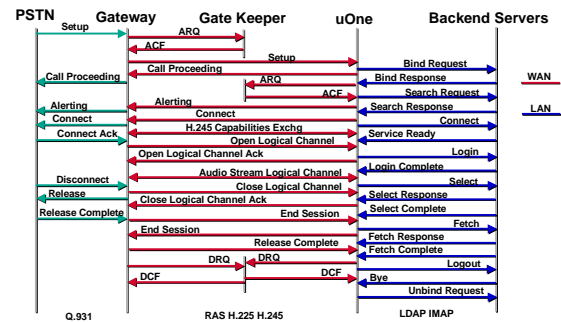 PSTN Gateway Gate Keeper uOne Backend Servers
Setup
ARQ
ACF
Setup
Bind Request
Call Proceeding
Call Proceeding
ARQ
Bind Response
WAN
ACF
Search Request
Alerting
Alerting
Search Response
LAN
Connect
Connect
Connect
Connect Ack
H.245 Capabilities Exchg
Service Ready
Open Logical Channel
Open Logical Channel Ack
Login
Login Complete
Audio Stream Logical Channel
Disconnect
Close Logical Channel
Select
Release
Close Logical Channel Ack
Select Response
Release Complete
End Session
Select Complete
Fetch
End Session
Fetch Response
Release Complete
Fetch Complete
DRQ
DRQ
Logout
DCF
DCF
Bye
Unbind Request
Q.931
RAS H.225 H.245
LDAP IMAP